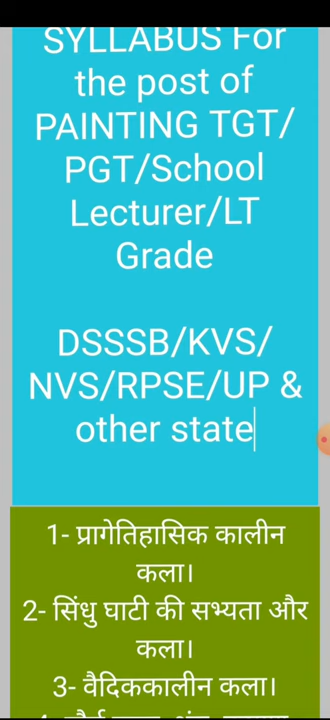 SYLLABUS For
the post of
PAINTING TGT/
PGT/School
Lecturer/LT
Grade
DSSSB/KVS/
NVS/RPSE/UP &
other state
1- प्रागेतिहासिक कालीन
कला।
2- सिंधु घाटी की सभ्यता और
कला।
3- वैदिककालीन कला।